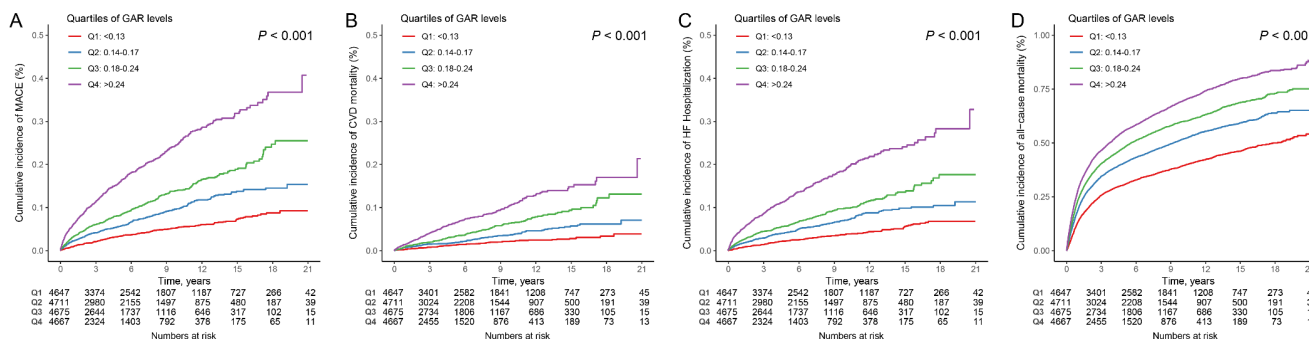 A
Quartiles of GAR levels
P < 0.001
Q1: <0.13
Q2: 0.14-0.17
Q3: 0.18-0.24
Q4: >0.24
Cumulative incidence of MACE (%)
0.5
0.4
0.3
0.2
0.1
0.0
0 3 6 9 12 15 18 21
Time, years
Q1 4647 3374 2542 1807 1187 727 266 42
Q2 4711 2980 2155 1497 875 480 187 39
Q3 4675 2644 1737 1116 646 317 102 15
Q4 4667 2324 1403 792 378 175 65 11
Numbers at risk
B
Quartiles of GAR levels
P < 0.001
Q1: <0.13
Q2: 0.14-0.17
Q3: 0.18-0.24
Q4: >0.24
Cumulative incidence of CVD mortality (%)
0.5
0.4
0.3
0.2
0.1
0.0
0 3 6 9 12 15 18 21
Time, years
4647 3401 2582 1841 1208 747 273 45
4711 3024 2208 1544 907 500 191 39
4675 2734 1806 1167 686 330 105 15
4667 2455 1520 876 413 189 73 13
Numbers at risk
C
Quartiles of GAR levels
P < 0.001
Q1: <0.13
Q2: 0.14-0.17
Q3: 0.18-0.24
Q4: >0.24
Cumulative incidence of HF Hospitalization (%)
0.5
0.4
0.3
0.2
0.1
0.0
0 3 6 9 12 15 18 21
Time, years
4647 3374 2542 1807 1187 727 266 42
4711 2980 2155 1497 875 480 187 39
4675 2644 1737 1116 646 317 102 15
4667 2324 1403 792 378 175 65 11
Numbers at risk
D
Quartiles of GAR levels
P < 0.00
Q1: <0.13
Q2: 0.14-0.17
Q3: 0.18-0.24
Q4: >0.24
Cumulative incidence of all-cause mortality (%)
1.00
0.75
0.50
0.25
0.00
0 3 6 9 12 15 18 2
Time, years
4647 3401 2582 1841 1208 747 273
4711 3024 2208 1544 907 500 191
4675 2734 1806 1167 686 330 105
4667 2455 1520 876 413 189 73
Numbers at risk